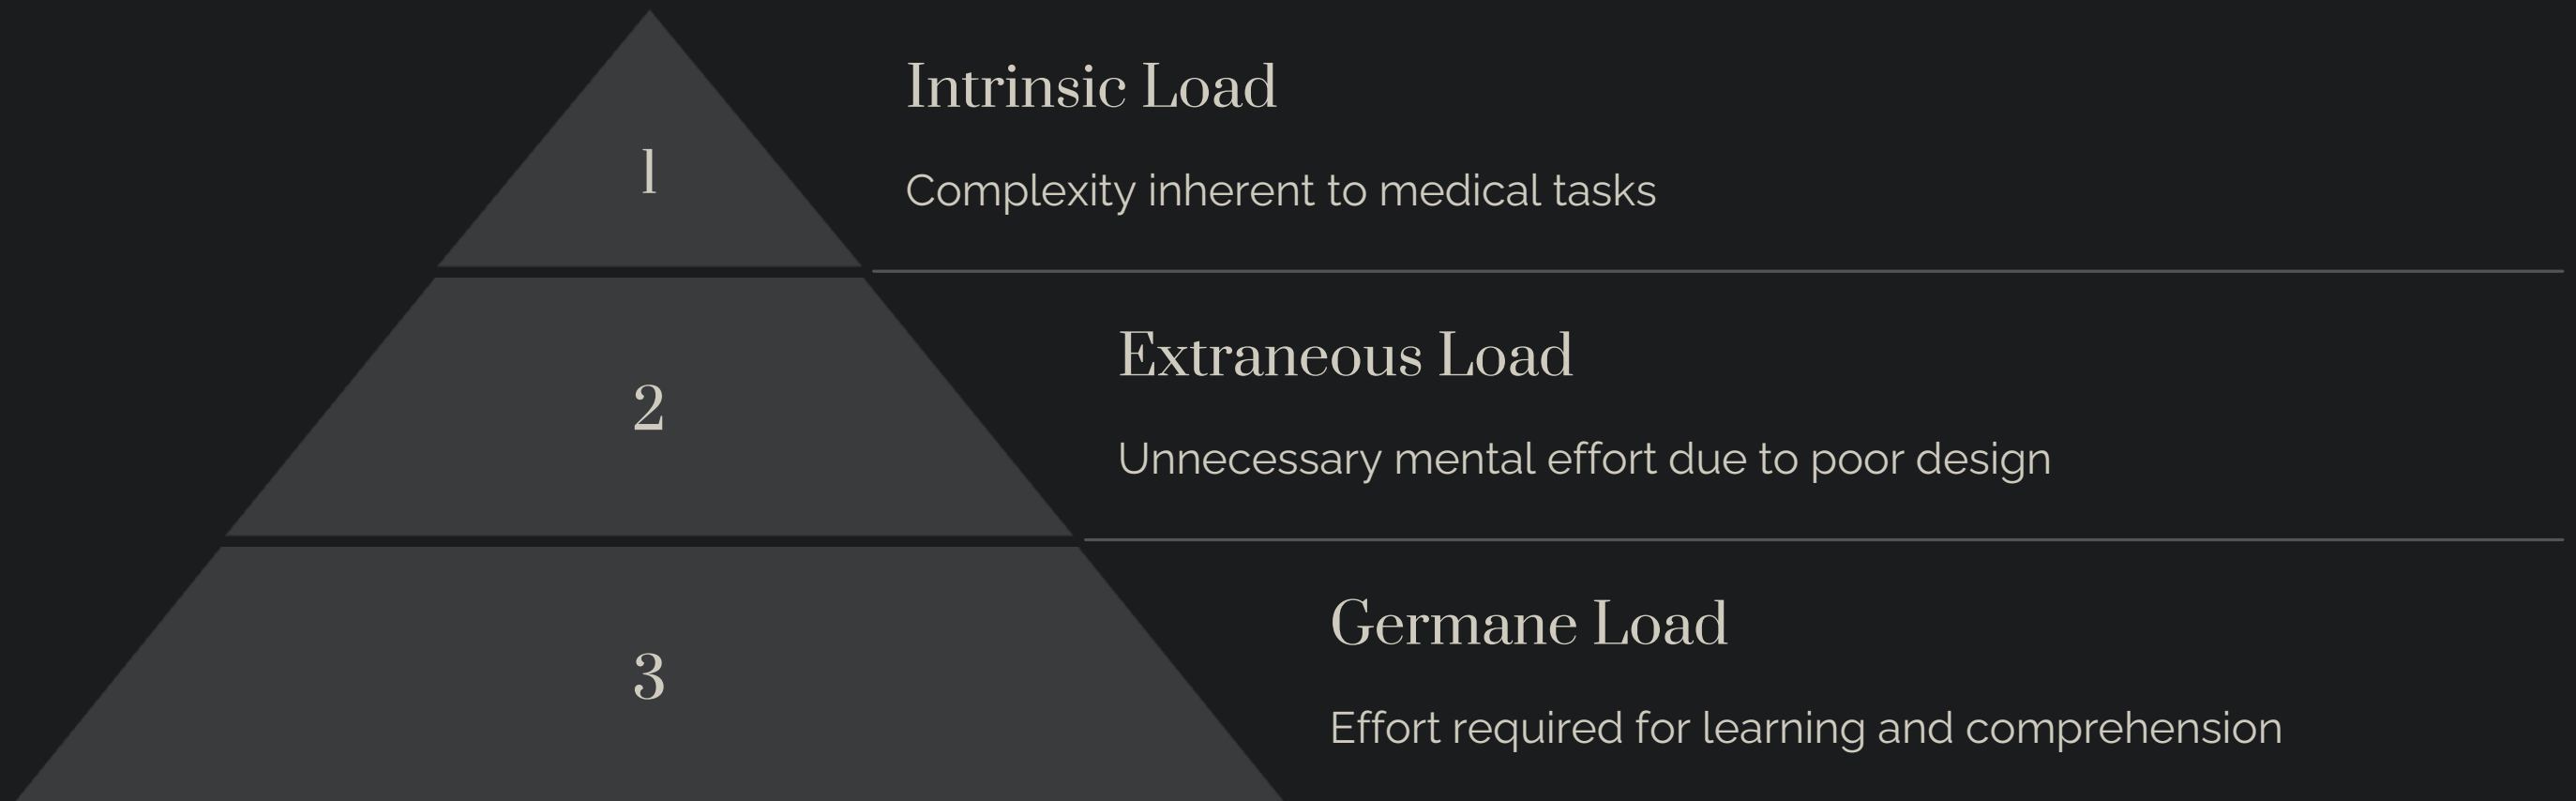 1
Intrinsic Load
Complexity inherent to medical tasks
2
Extraneous Load
Unnecessary mental effort due to poor design
3
Germane Load
Effort required for learning and comprehension